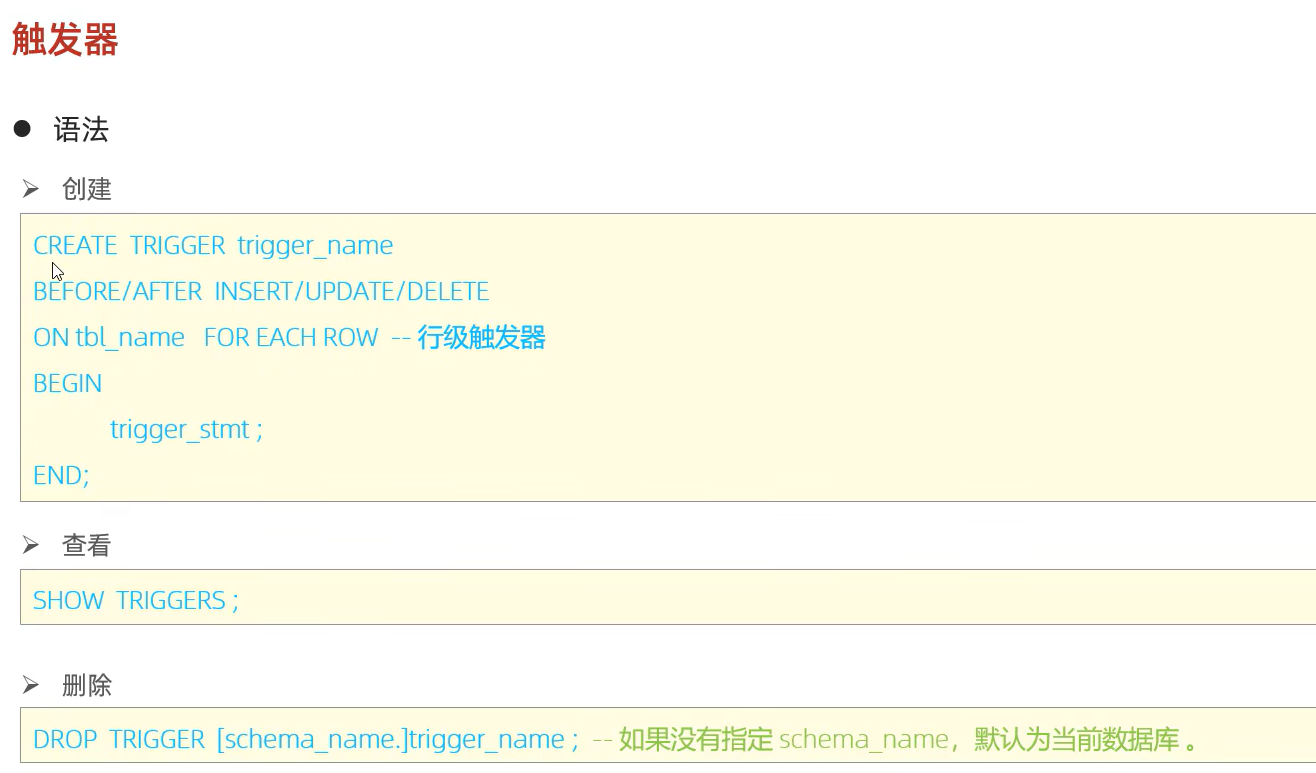 触发器
● 语法
➢ 创建
CREATE TRIGGER trigger_name
BEFORE/AFTER INSERT/UPDATE/DELETE
ON tbl_name FOR EACH ROW -- 行级触发器
BEGIN
trigger_stmt ;
END;
➢ 查看
SHOW TRIGGERS ;
➢ 删除
DROP TRIGGER [schema_name.]trigger_name ; -- 如果没有指定 schema_name，默认为当前数据库 。